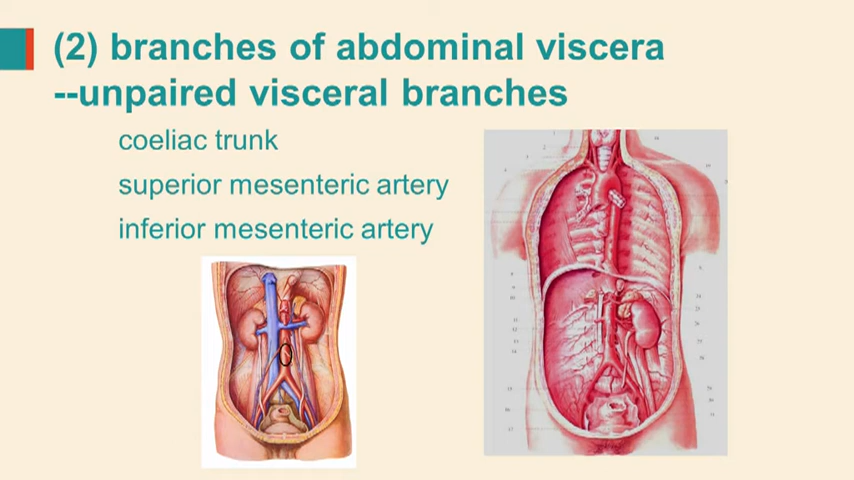 (2) branches of abdominal viscera
--unpaired visceral branches
coeliac trunk
superior mesenteric artery
inferior mesenteric artery